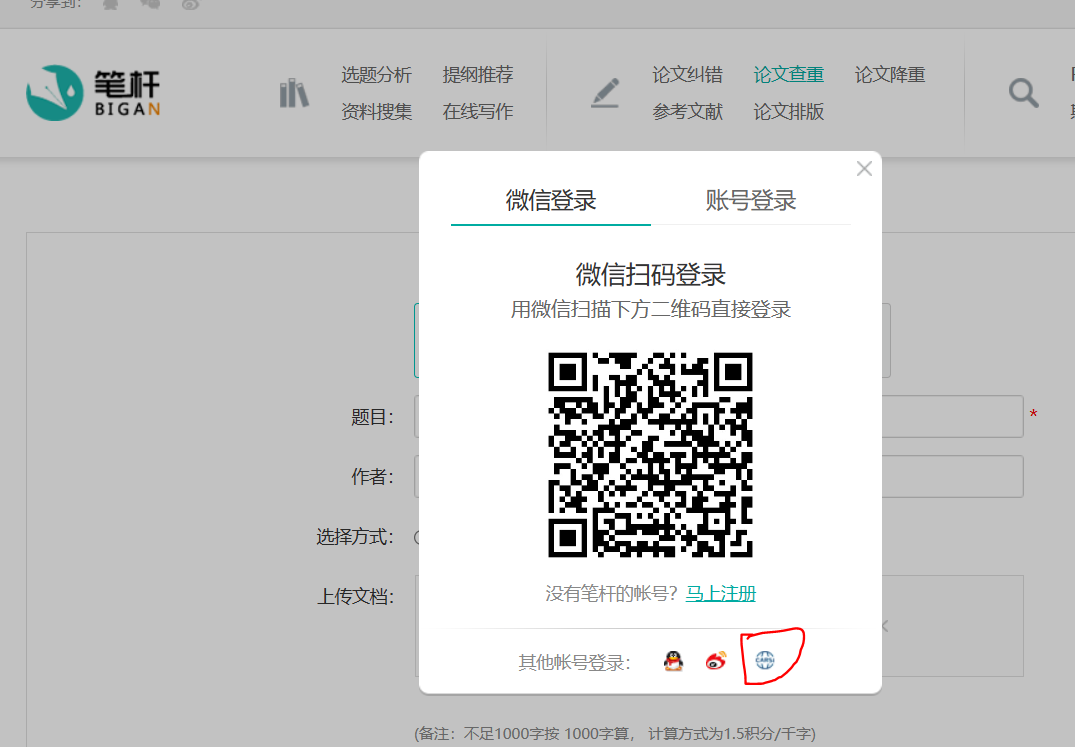 分享到:
笔杆
BIGAN
选题分析 提纲推荐
资料搜集 在线写作
论文纠错 论文查重 论文降重
参考文献 论文排版
微信登录 账号登录
微信扫码登录
用微信扫描下方二维码直接登录
题目: *
作者:
选择方式:
上传文档:
没有笔杆的帐号? 马上注册
其他帐号登录:
CARSI
(备注: 不足1000字按 1000字算, 计算方式为1.5积分/千字)